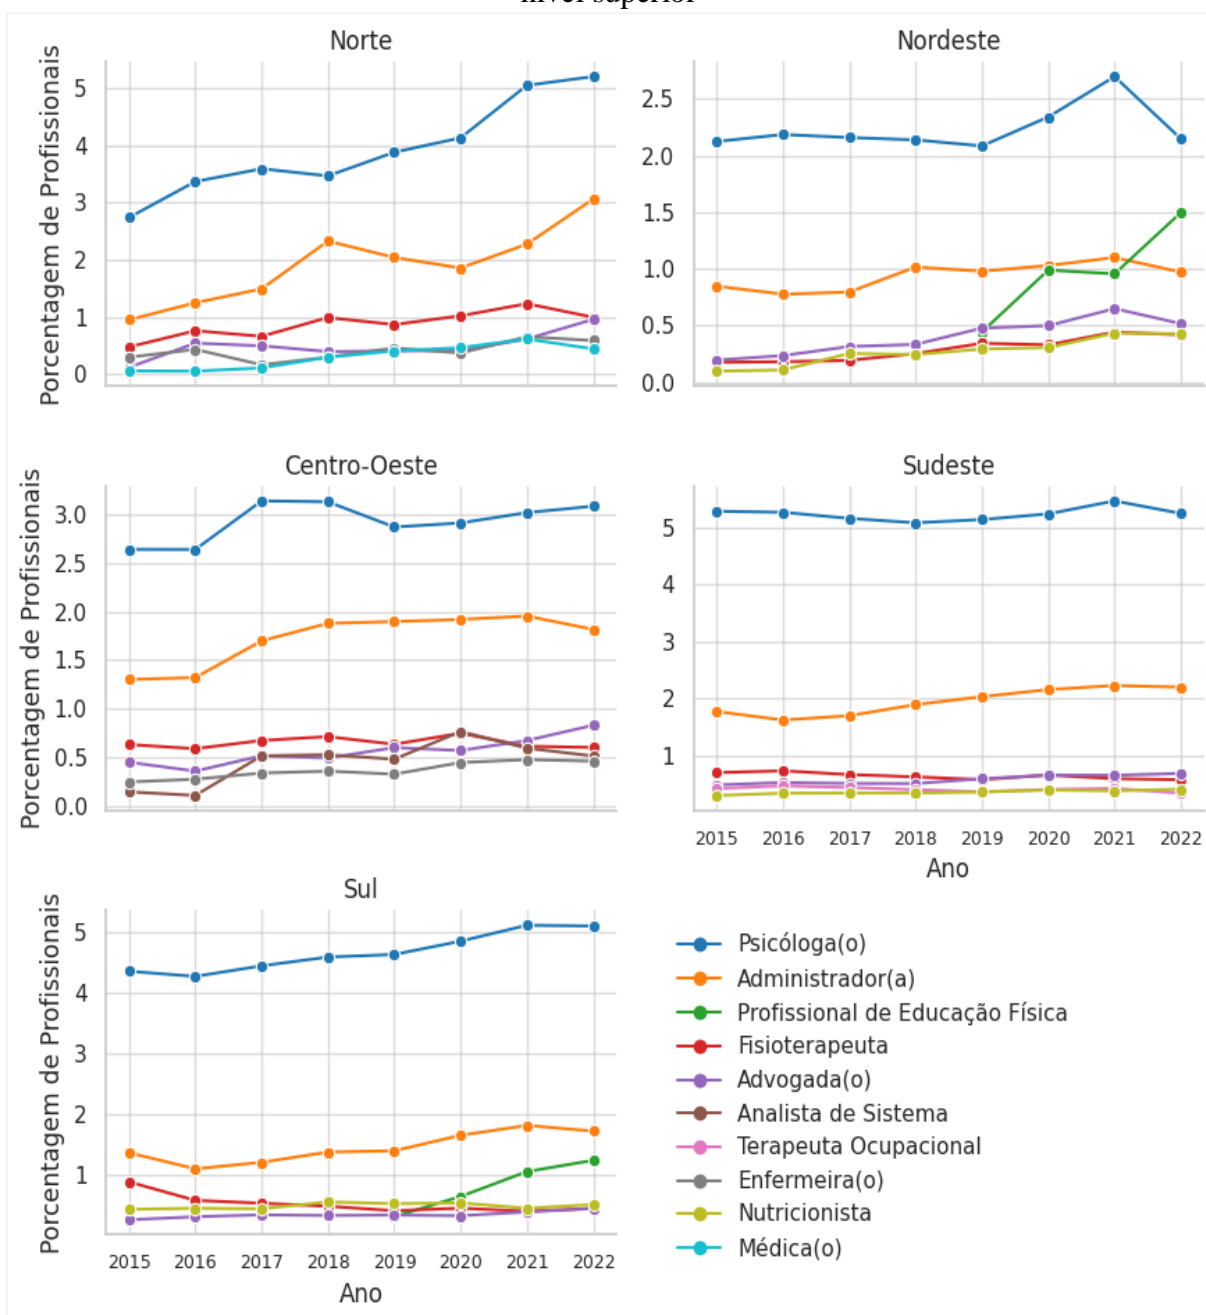 nível superior
Norte
Porcentagem de Profissionais
5
4
3
2
1
0
Nordeste
2.5
2.0
1.5
1.0
0.5
0.0
Centro-Oeste
Porcentagem de Profissionais
3.0
2.5
2.0
1.5
1.0
0.5
0.0
Sudeste
5
4
3
2
1
2015 2016 2017 2018 2019 2020 2021 2022
Ano
Sul
Porcentagem de Profissionais
5
4
3
2
1
2015 2016 2017 2018 2019 2020 2021 2022
Ano
Psicóloga(o)
Administrador(a)
Profissional de Educação Física
Fisioterapeuta
Advogada(o)
Analista de Sistema
Terapeuta Ocupacional
Enfermeira(o)
Nutricionista
Médica(o)